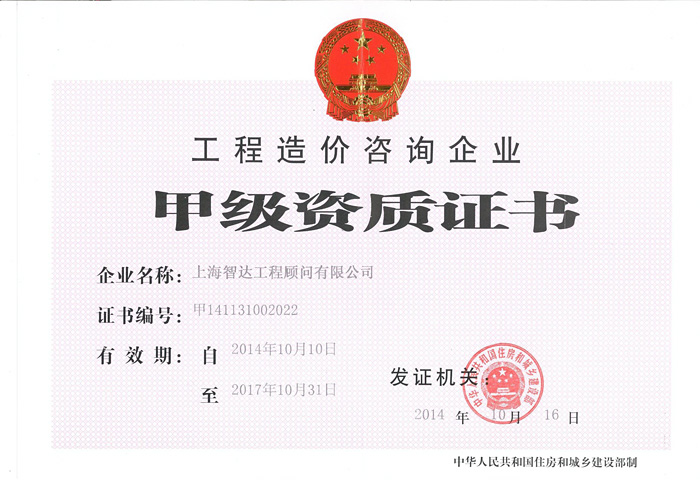 工程造价咨询企业
甲级资质证书
企业名称：上海智达工程顾问有限公司
证书编号：甲141131002022
有效期：自 2014年10月10日
至 2017年10月31日
发证机关：
中华人民共和国住房和城乡建设部
2014 年 10月 16 日
中华人民共和国住房和城乡建设部制